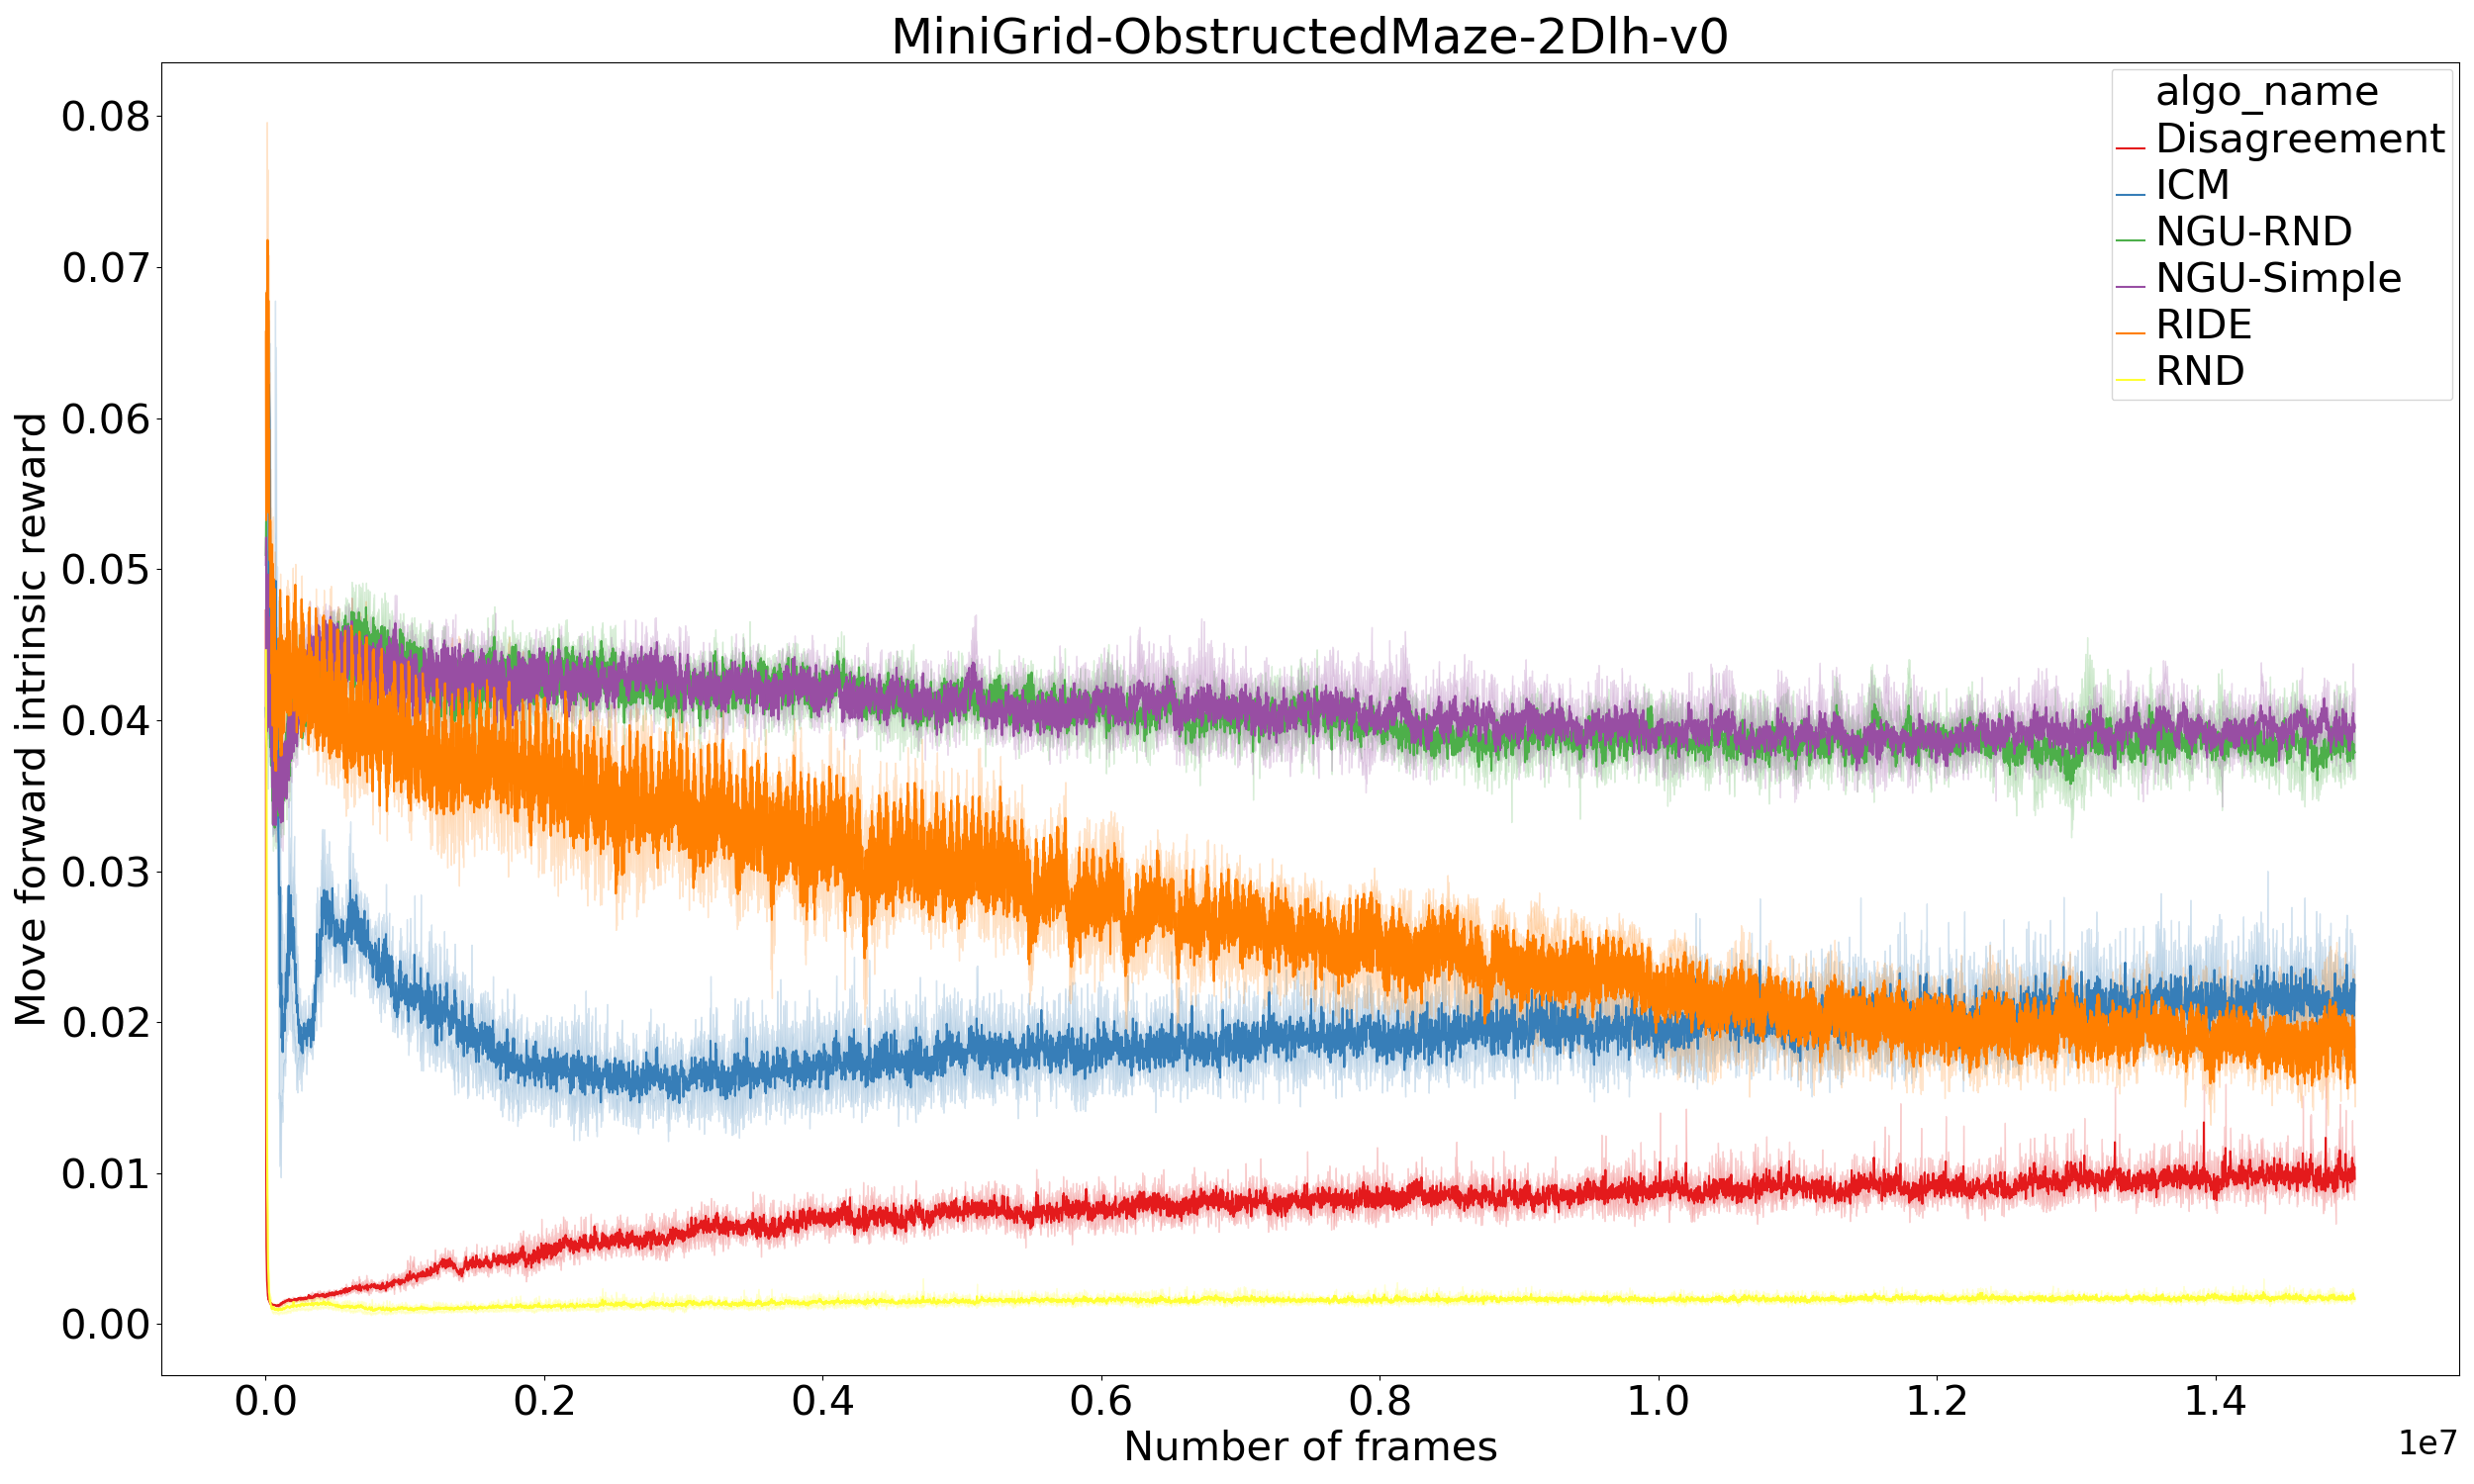 MiniGrid-ObstructedMaze-2Dlh-v0
algo_name
Disagreement
ICM
NGU-RND
NGU-Simple
RIDE
RND
Move forward intrinsic reward
0.08
0.07
0.06
0.05
0.04
0.03
0.02
0.01
0.00
0.0 0.2 0.4 0.6 0.8 1.0 1.2 1.4
1e7
Number of frames